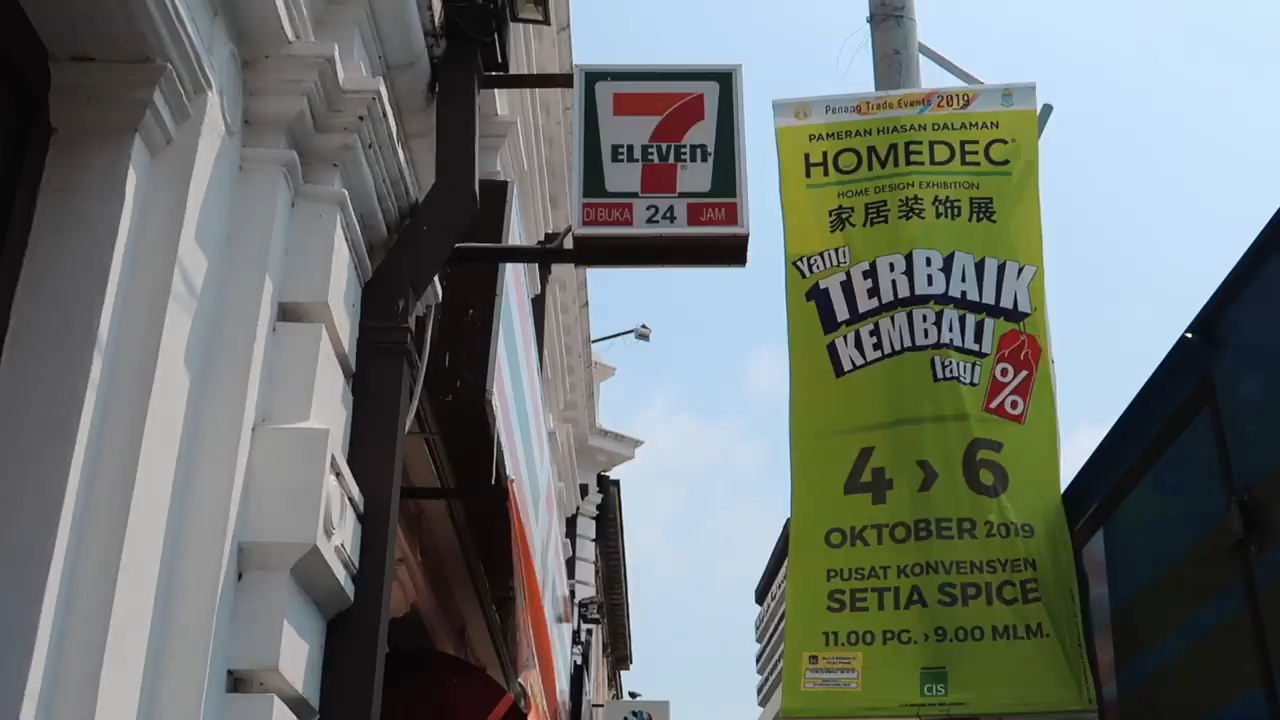 7
ELEVEn
®
DI BUKA 24 JAM
Penang Trade Events 2019
PAMERAN HIASAN DALAMAN
HOMEDEC
HOME DESIGN EXHIBITION
家居装饰展
Yang
TERBAIK
KEMBALI
lagi
%
4 › 6
OKTOBER 2019
PUSAT KONVENSYEN
SETIA SPICE
11.00 PG. › 9.00 MLM.
CIS